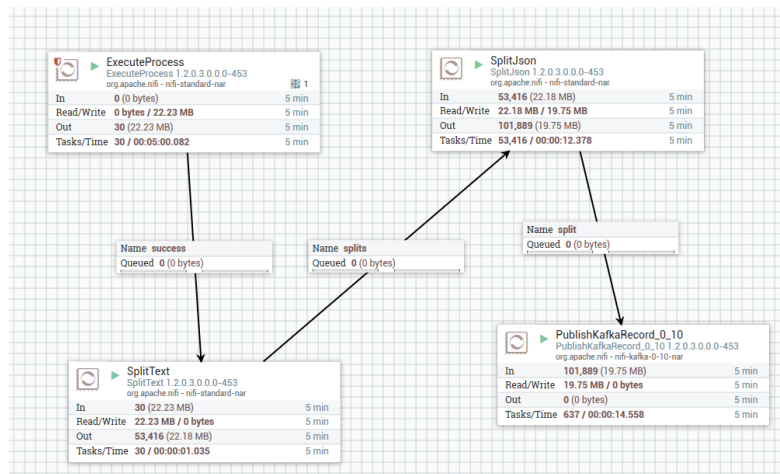 ExecuteProcess
ExecuteProcess 1.2.0.3.0.0.0-453
org.apache.nifi - nifi-standard-nar
1
In 0 (0 bytes) 5 min
Read/Write 0 bytes / 22.23 MB 5 min
Out 30 (22.23 MB) 5 min
Tasks/Time 30 / 00:05:00.082 5 min
SplitJson
SplitJson 1.2.0.3.0.0.0-453
org.apache.nifi - nifi-standard-nar
In 53,416 (22.18 MB) 5 min
Read/Write 22.18 MB / 19.75 MB 5 min
Out 101,889 (19.75 MB) 5 min
Tasks/Time 53,416 / 00:00:12.378 5 min
Name success
Queued 0 (0 bytes)
Name splits
Queued 0 (0 bytes)
Name split
Queued 0 (0 bytes)
SplitText
SplitText 1.2.0.3.0.0.0-453
org.apache.nifi - nifi-standard-nar
In 30 (22.23 MB) 5 min
Read/Write 22.23 MB / 0 bytes 5 min
Out 53,416 (22.18 MB) 5 min
Tasks/Time 30 / 00:00:01.035 5 min
PublishKafkaRecord_0_10
PublishKafkaRecord_0_10 1.2.0.3.0.0.0-453
org.apache.nifi - nifi-kafka-0-10-nar
In 101,889 (19.75 MB) 5 min
Read/Write 19.75 MB / 0 bytes 5 min
Out 0 (0 bytes) 5 min
Tasks/Time 637 / 00:00:14.558 5 min